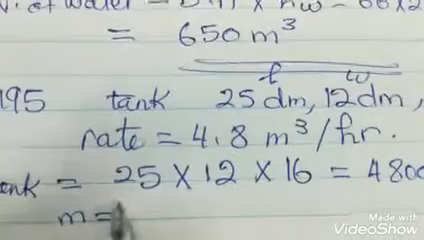 = 650 m³
l w
195 tank 25 dm, 12 dm,
rate = 4.8 m³/hr.
= 25 × 12 × 16 = 4800
m =
Made with
VideoShow